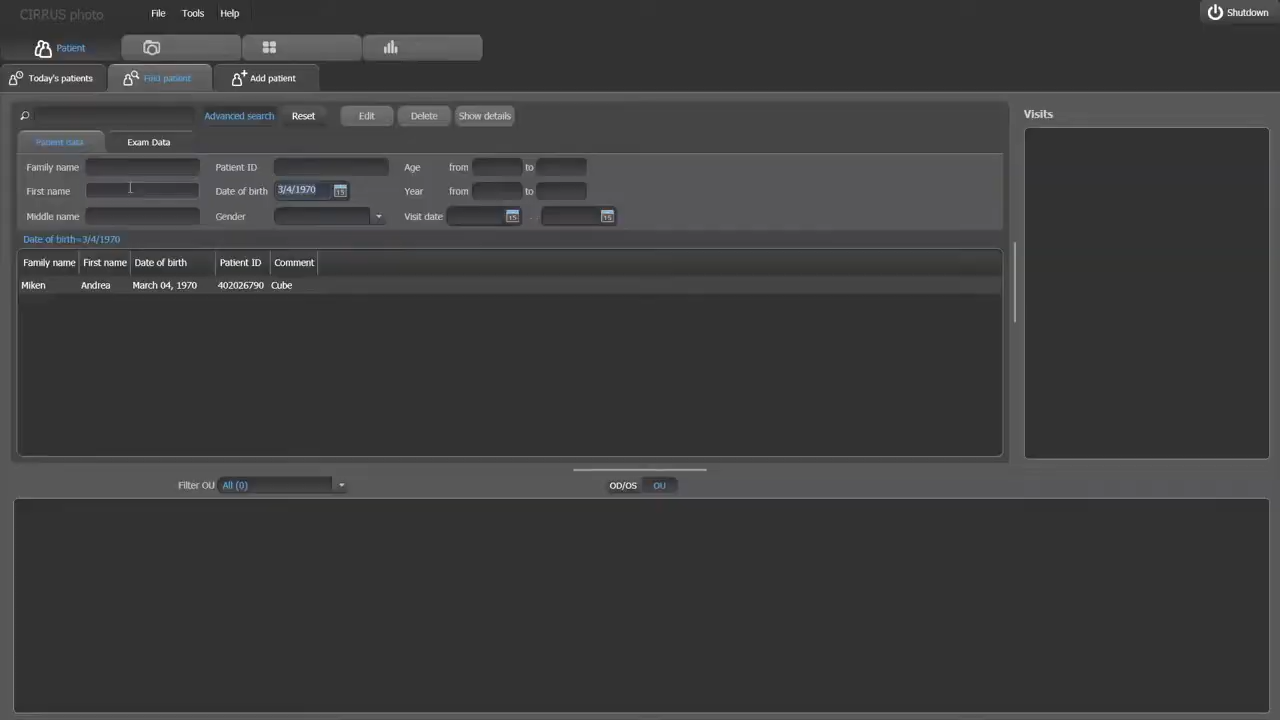 CIRRUS photo File Tools Help Shutdown
Patient
Today's patients Find patient Add patient
Advanced search Reset Edit Delete Show details Visits
Patient data Exam Data
Family name Patient ID Age from to
First name Date of birth 3/4/1970 15 Year from to
Middle name Gender Visit date 15 - 15
Date of birth=3/4/1970
Family name First name Date of birth Patient ID Comment
Miken Andrea March 04, 1970 402026790 Cube
Filter OU All (0) OD/OS OU